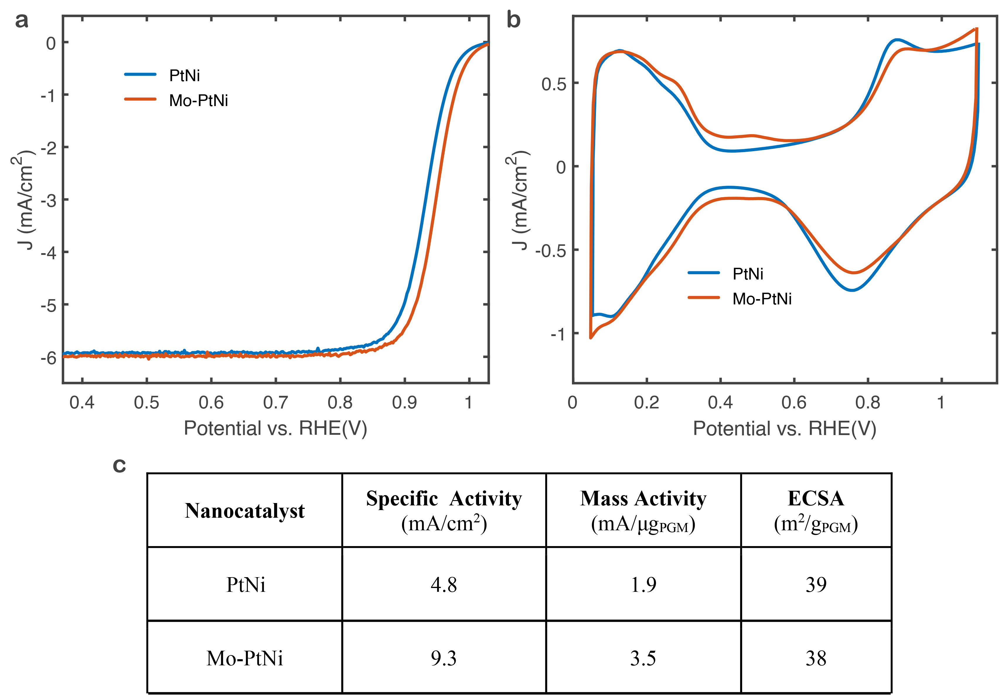 a
0
-1
-2
-3
-4
-5
-6
J (mA/cm²)
PtNi
Mo-PtNi
0.4 0.5 0.6 0.7 0.8 0.9 1
Potential vs. RHE(V)
b
0.5
0
-0.5
-1
J (mA/cm²)
PtNi
Mo-PtNi
0 0.2 0.4 0.6 0.8 1
Potential vs. RHE(V)
c
Nanocatalyst
Specific Activity
(mA/cm²)
Mass Activity
(mA/μgPGM)
ECSA
(m²/gPGM)
PtNi 4.8 1.9 39
Mo-PtNi 9.3 3.5 38